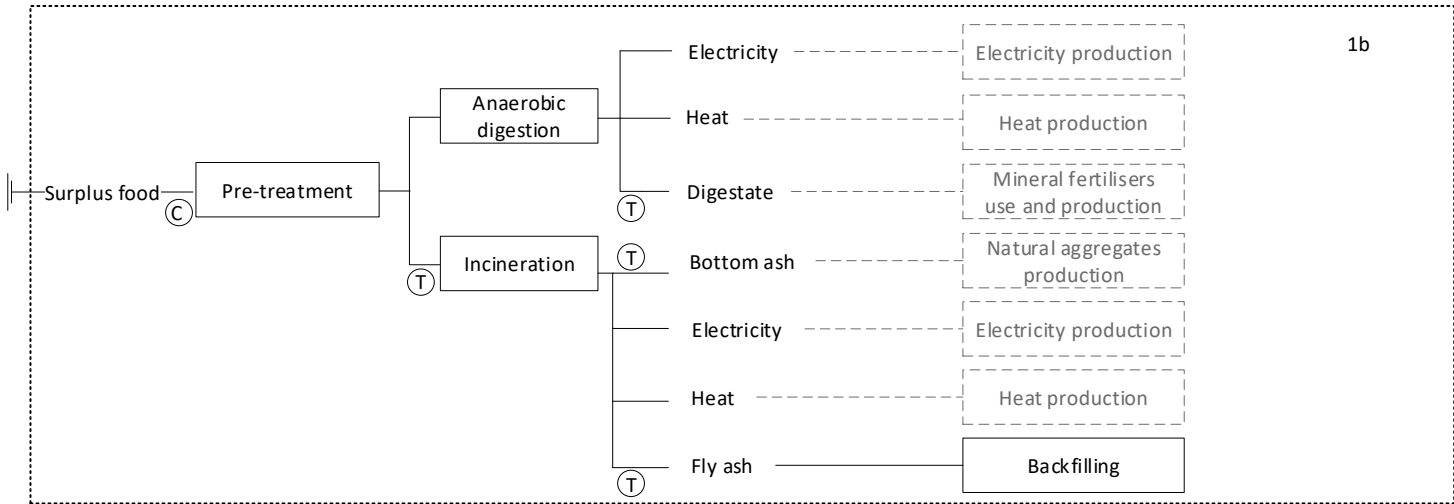 1b
Electricity
Electricity production
Anaerobic
digestion
Heat
Heat production
Surplus food
C
Pre-treatment
T
Digestate
Mineral fertilisers
use and production
T
Incineration
T
Bottom ash
Natural aggregates
production
Electricity
Electricity production
Heat
Heat production
T
Fly ash
Backfilling